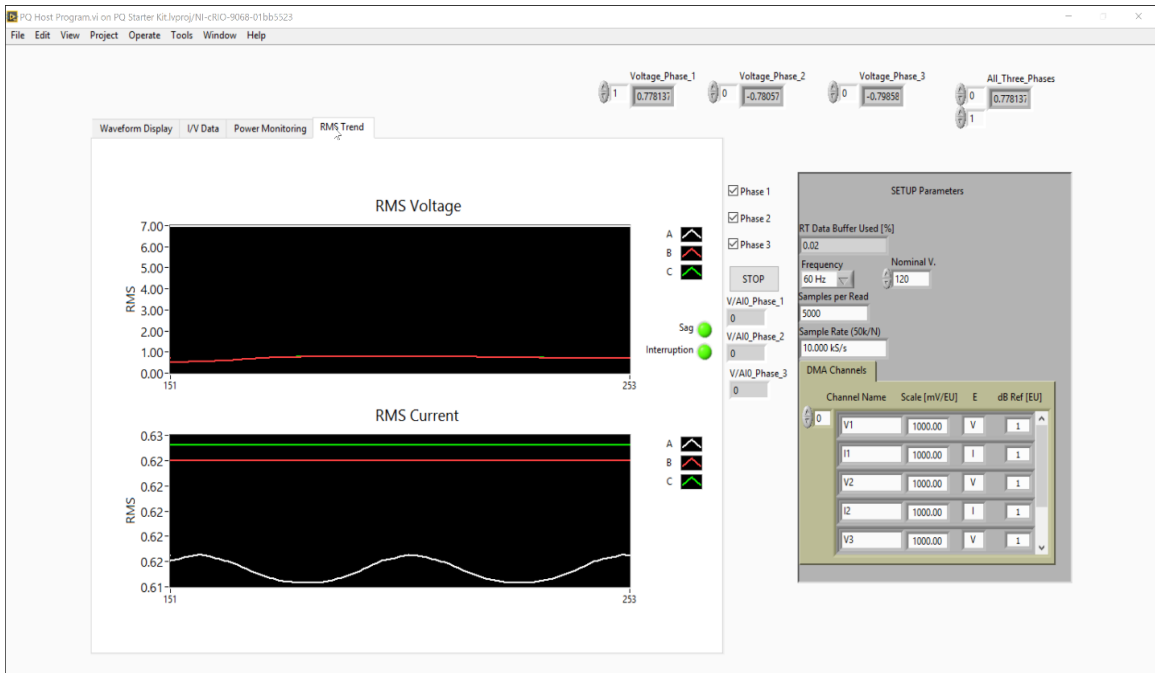 PQ Host Program.vi on PQ Starter Kit.lvproj/NI-cRIO-9068-01bb5523
File Edit View Project Operate Tools Window Help
Voltage_Phase_1 Voltage_Phase_2 Voltage_Phase_3 All_Three_Phases
1 0.778137 0 -0.78057 0 -0.79858 0 0.778137
1
Waveform Display I/V Data Power Monitoring RMS Trend
RMS Voltage
7.00
6.00
5.00
4.00
3.00
2.00
1.00
0.00
RMS
151 253
A
B
C
Sag
Interruption
RMS Current
0.63
0.62
0.62
0.62
0.62
0.62
0.61
RMS
151 253
A
B
C
Phase 1
Phase 2
Phase 3
STOP
V/AI0_Phase_1
0
V/AI0_Phase_2
0
V/AI0_Phase_3
0
SETUP Parameters
RT Data Buffer Used [%]
0.02
Frequency Nominal V.
60 Hz 120
Samples per Read
5000
Sample Rate (50k/N)
10.000 kS/s
DMA Channels
Channel Name Scale [mV/EU] E dB Ref [EU]
0 V1 1000.00 V 1
I1 1000.00 I 1
V2 1000.00 V 1
I2 1000.00 I 1
V3 1000.00 V 1